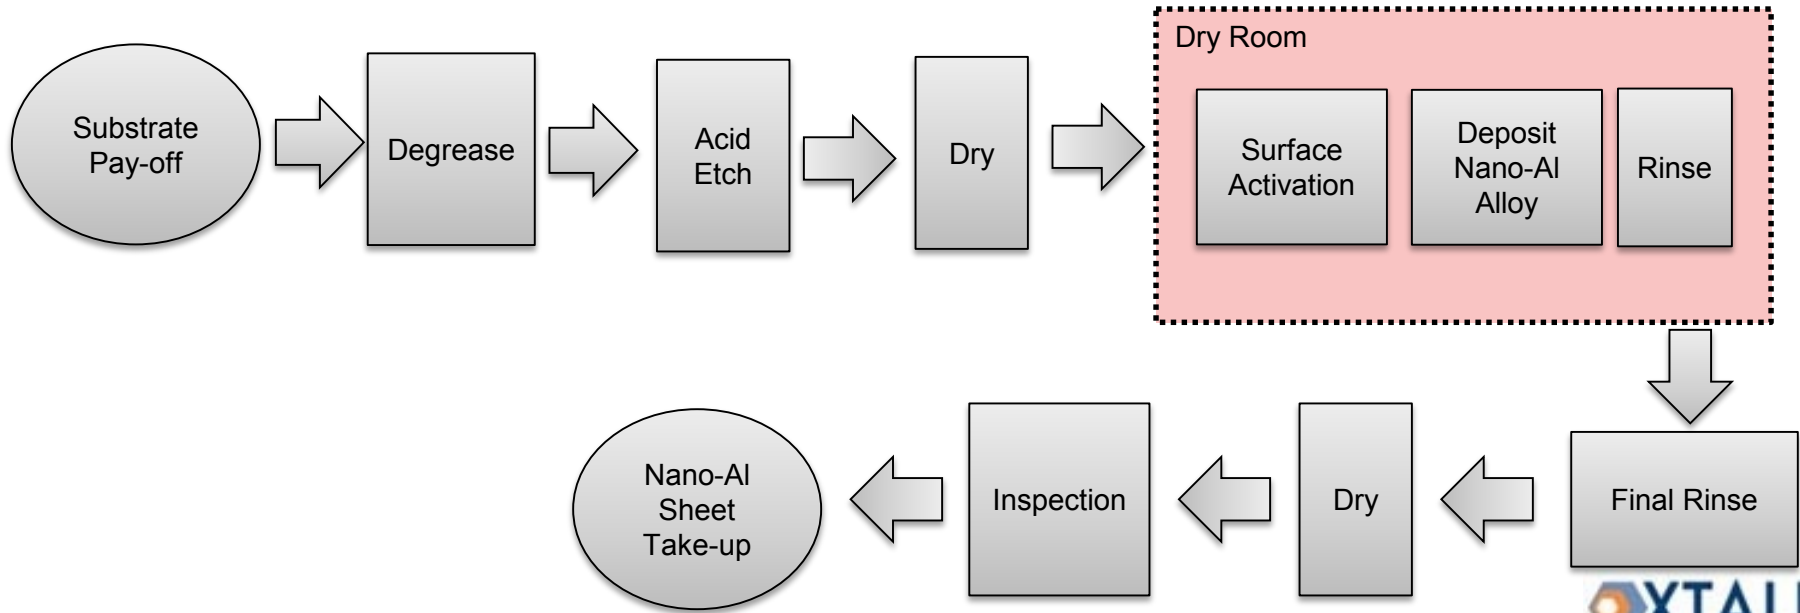 Dry Room
Substrate
Pay-off
Degrease
Acid
Etch
Dry
Surface
Activation
Deposit
Nano-Al
Alloy
Rinse
Nano-Al
Sheet
Take-up
Inspection
Dry
Final Rinse